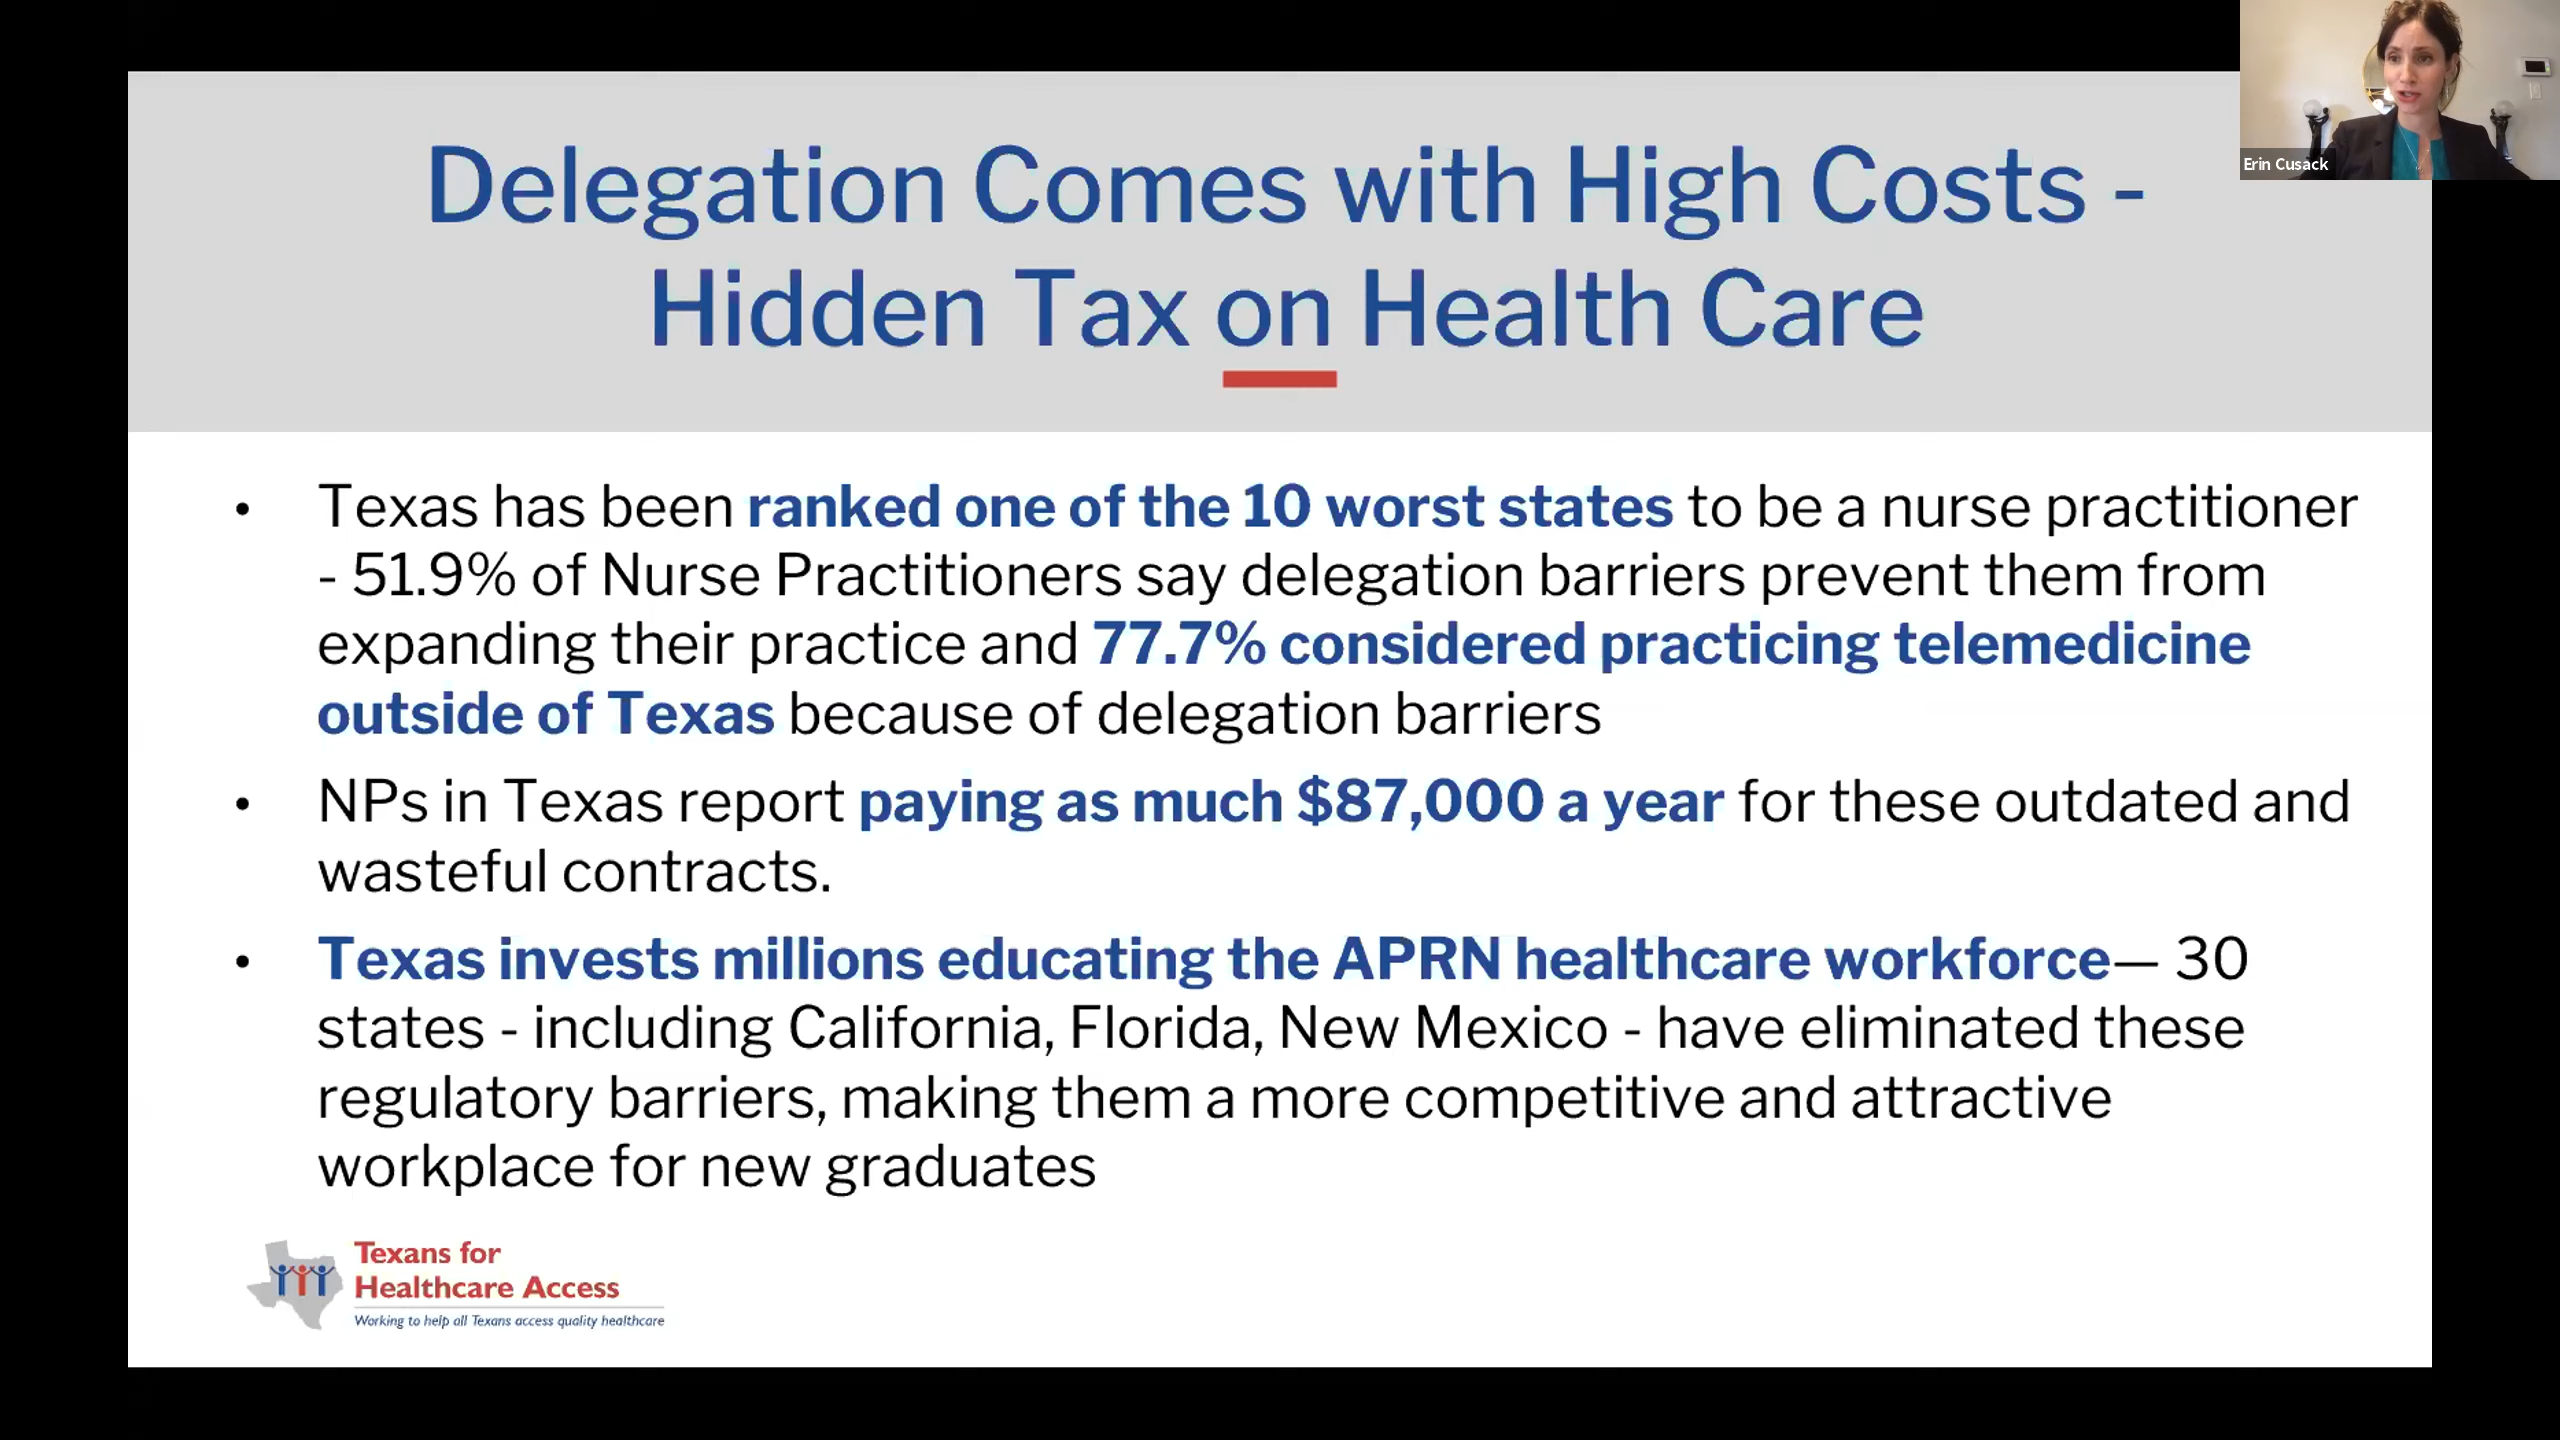 Erin Cusack
Delegation Comes with High Costs -
Hidden Tax on Health Care
• Texas has been ranked one of the 10 worst states to be a nurse practitioner
- 51.9% of Nurse Practitioners say delegation barriers prevent them from
expanding their practice and 77.7% considered practicing telemedicine
outside of Texas because of delegation barriers
• NPs in Texas report paying as much $87,000 a year for these outdated and
wasteful contracts.
• Texas invests millions educating the APRN healthcare workforce— 30
states - including California, Florida, New Mexico - have eliminated these
regulatory barriers, making them a more competitive and attractive
workplace for new graduates
Texans for
Healthcare Access
Working to help all Texans access quality healthcare